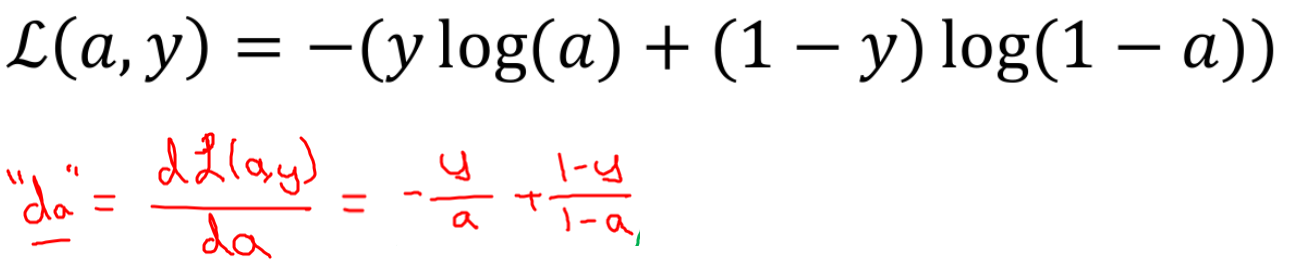 ℒ(a, y) = −(y log(a) + (1 − y) log(1 − a))
"da" = dℒ(a,y)/da = - y/a + 1-y/1-a